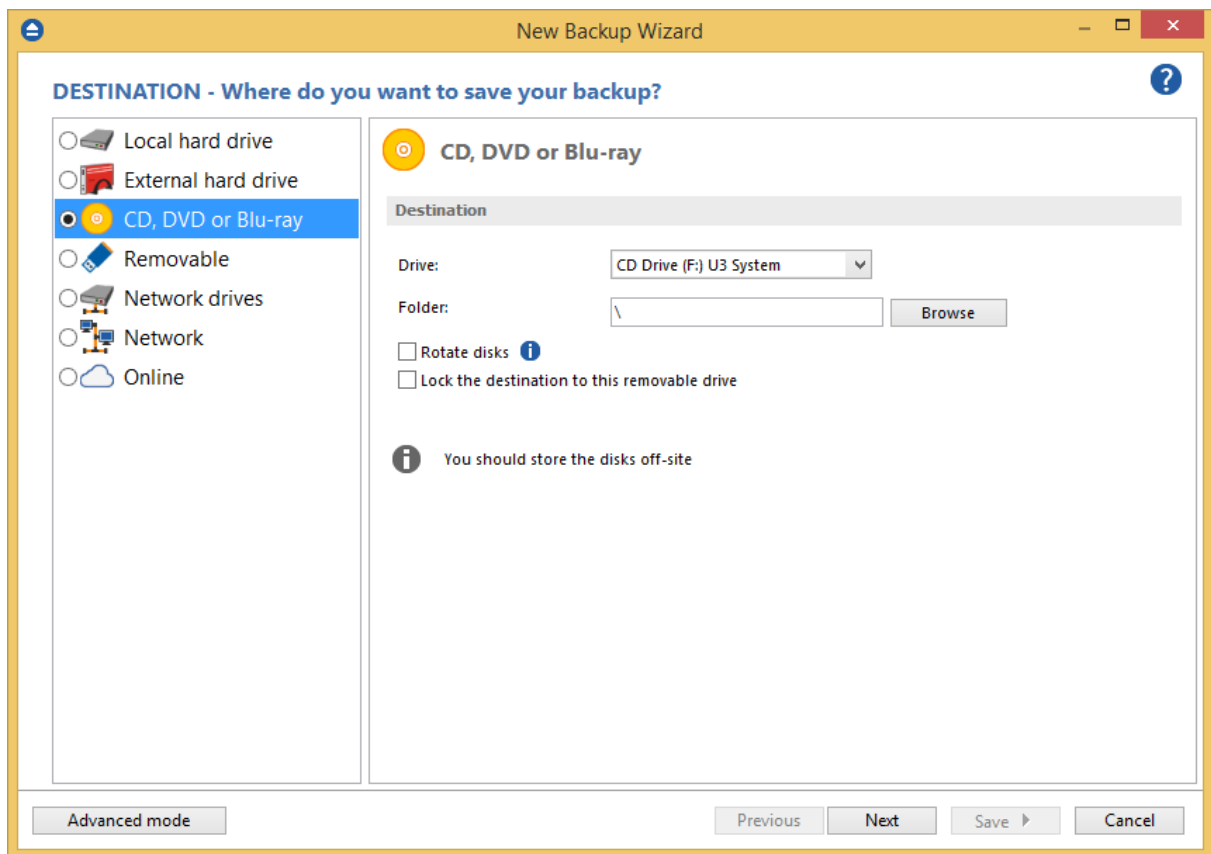 New Backup Wizard
DESTINATION - Where do you want to save your backup?
?
Local hard drive
External hard drive
CD, DVD or Blu-ray
Removable
Network drives
Network
Online
CD, DVD or Blu-ray
Destination
Drive: CD Drive (F:) U3 System
Folder: \ Browse
Rotate disks i
Lock the destination to this removable drive
i You should store the disks off-site
Advanced mode Previous Next Save Cancel